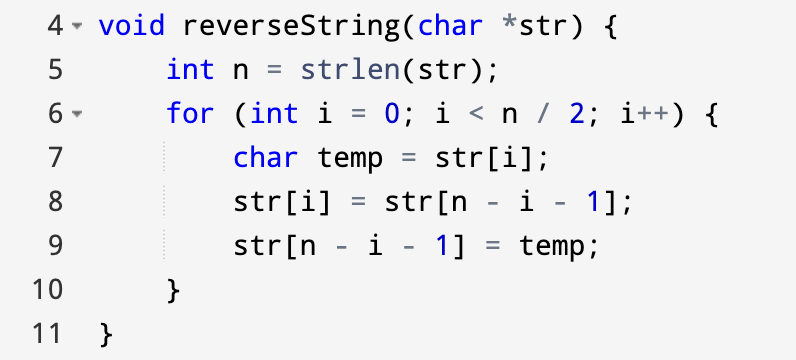 4 void reverseString(char *str) {
5     int n = strlen(str);
6     for (int i = 0; i < n / 2; i++) {
7         char temp = str[i];
8         str[i] = str[n - i - 1];
9         str[n - i - 1] = temp;
10     }
11 }